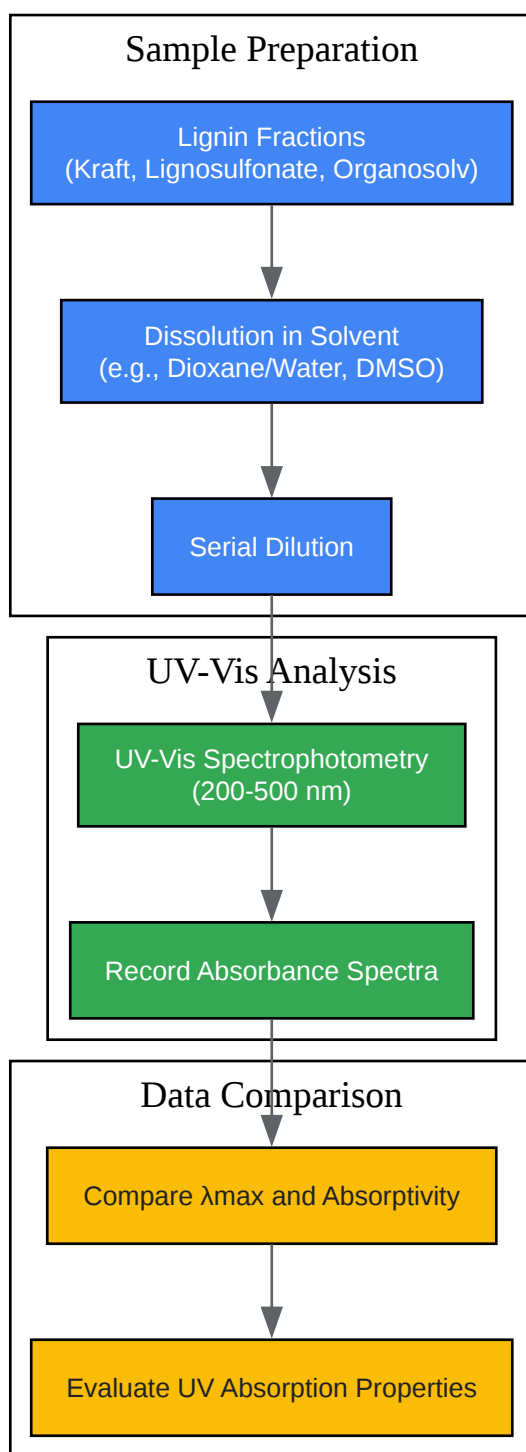 Sample Preparation
Lignin Fractions
(Kraft, Lignosulfonate, Organosolv)
Dissolution in Solvent
(e.g., Dioxane/Water, DMSO)
Serial Dilution
UV-Vis Analysis
UV-Vis Spectrophotometry
(200-500 nm)
Record Absorbance Spectra
Data Comparison
Compare λmax and Absorptivity
Evaluate UV Absorption Properties